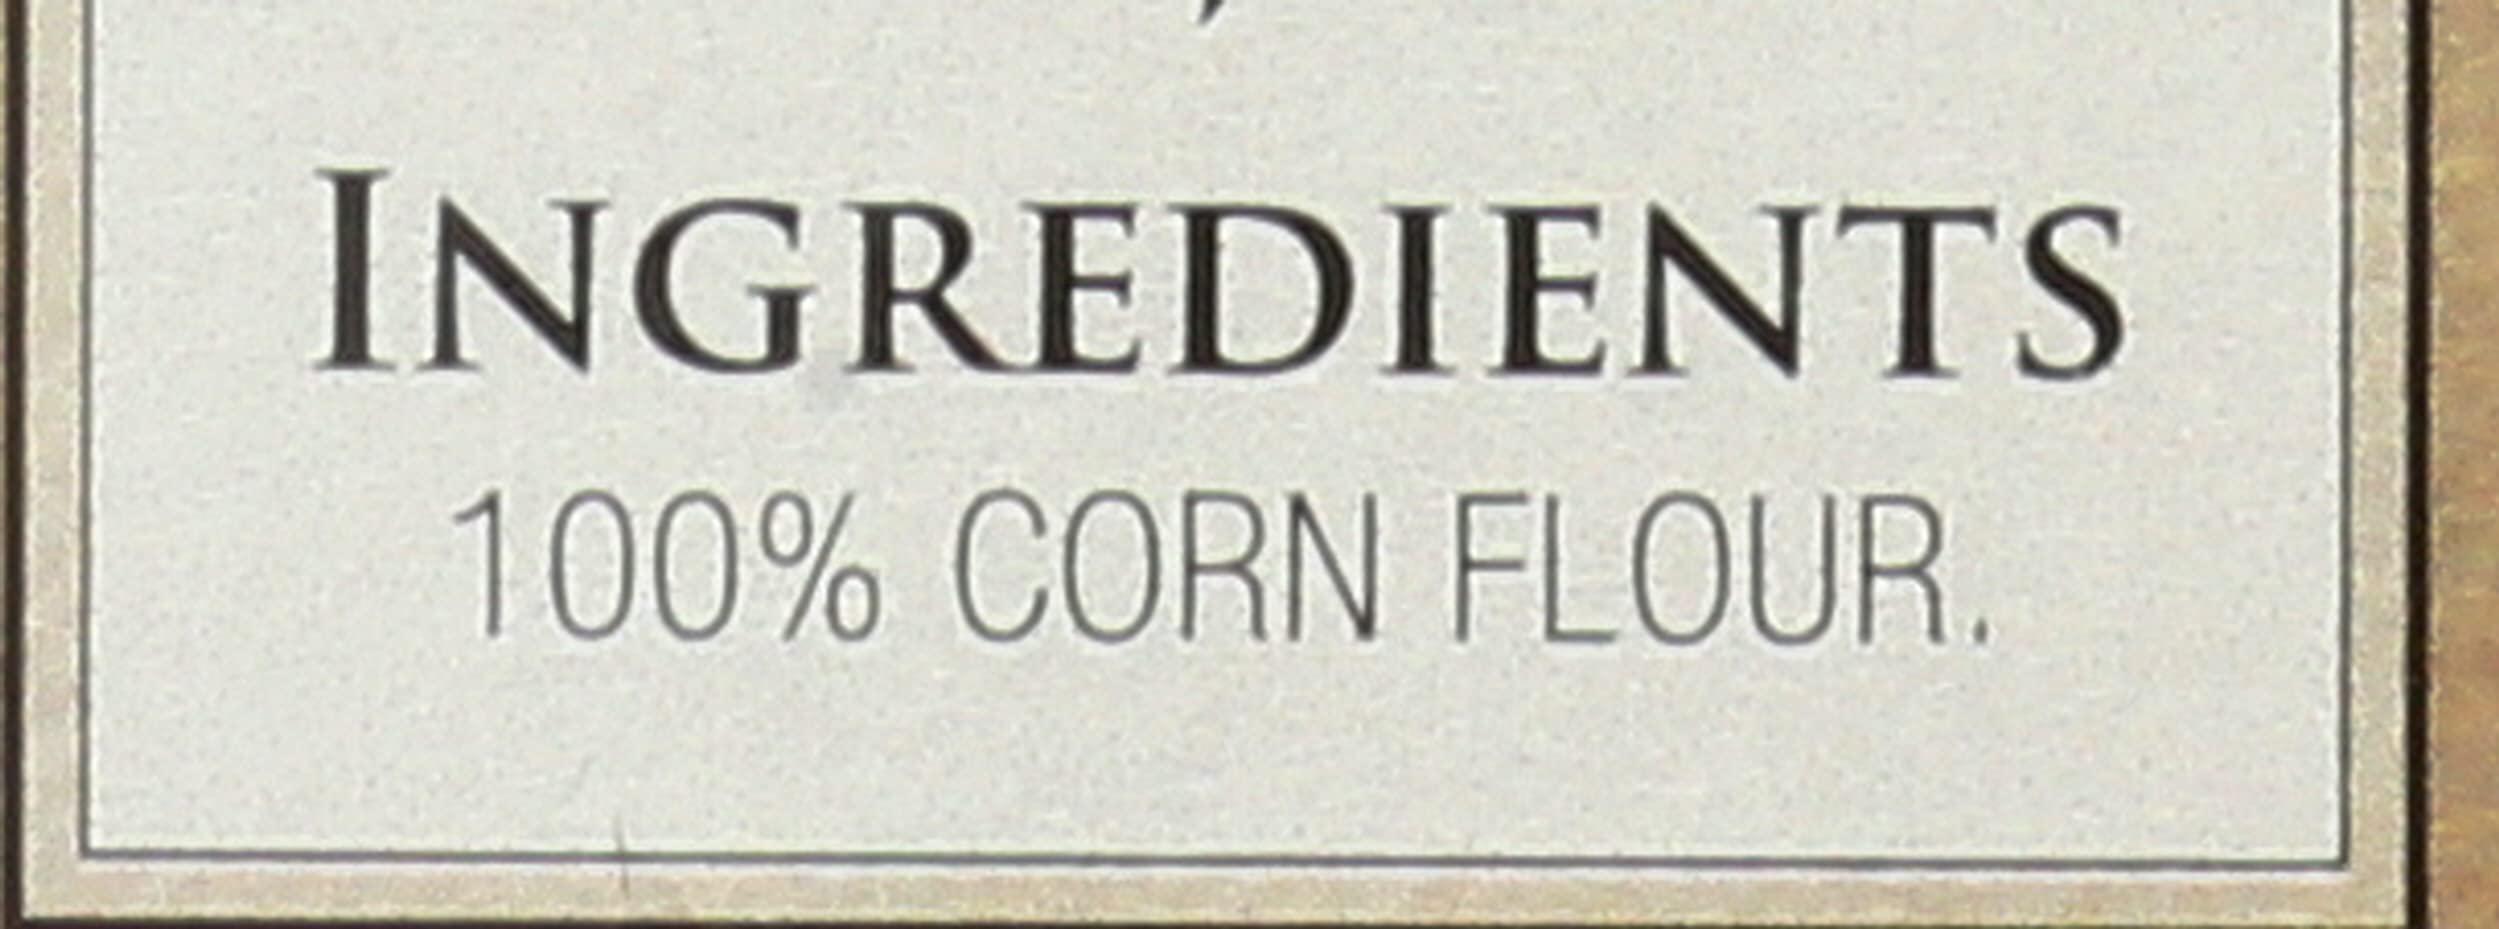 INGREDIENTS
100% CORN FLOUR.